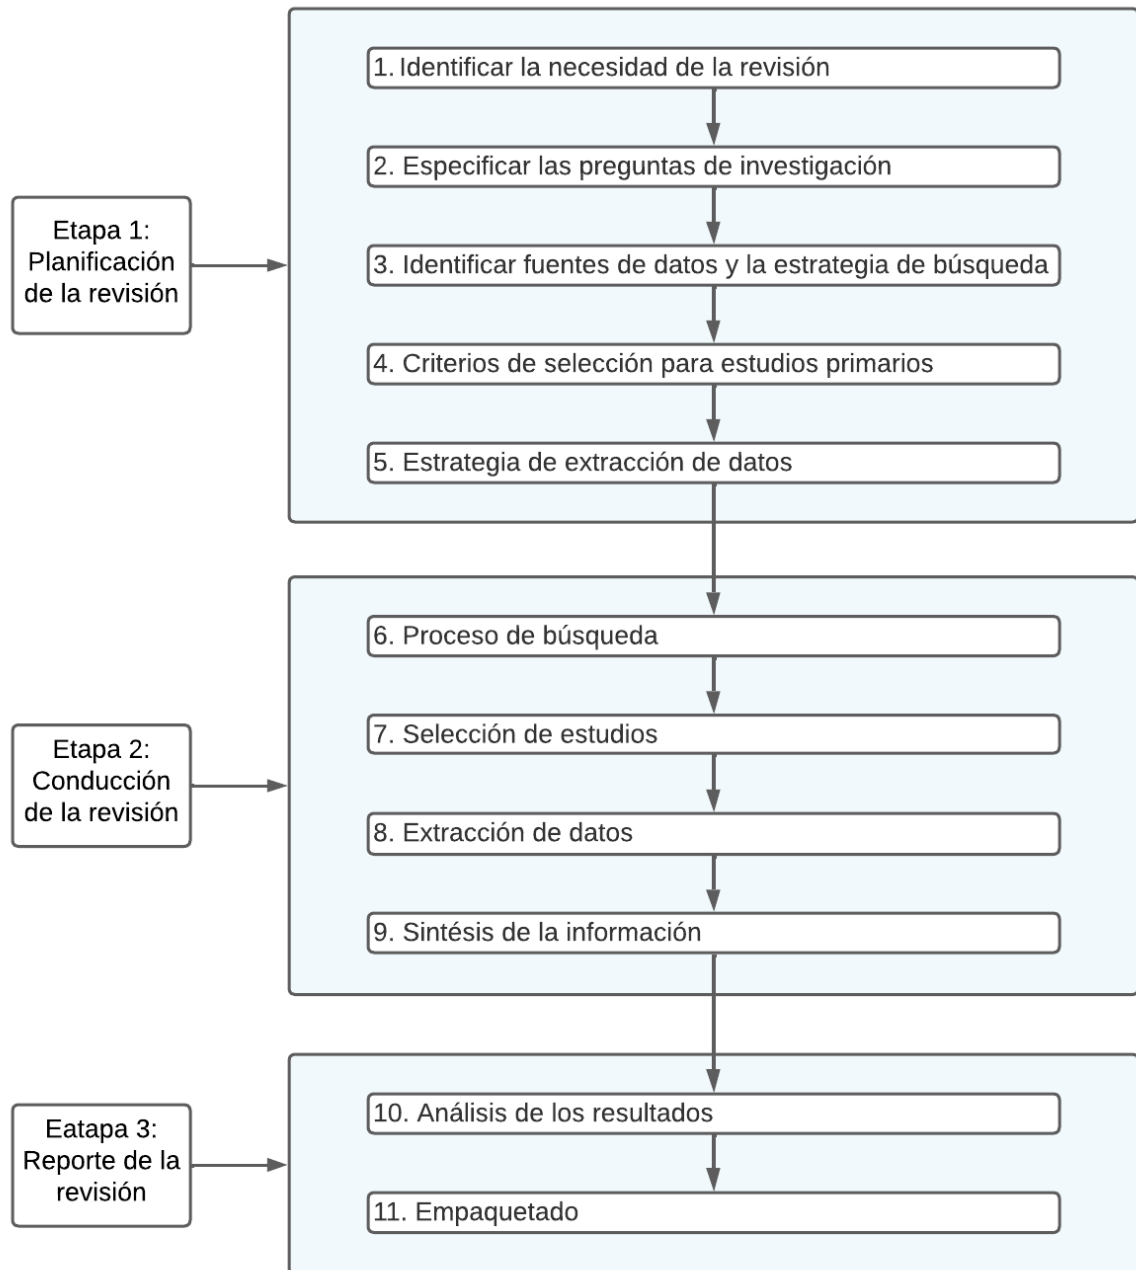 Etapa 1:
Planificación
de la revisión
1. Identificar la necesidad de la revisión
2. Especificar las preguntas de investigación
3. Identificar fuentes de datos y la estrategia de búsqueda
4. Criterios de selección para estudios primarios
5. Estrategia de extracción de datos
Etapa 2:
Conducción
de la revisión
6. Proceso de búsqueda
7. Selección de estudios
8. Extracción de datos
9. Sintésis de la información
Eatapa 3:
Reporte de la
revisión
10. Análisis de los resultados
11. Empaquetado